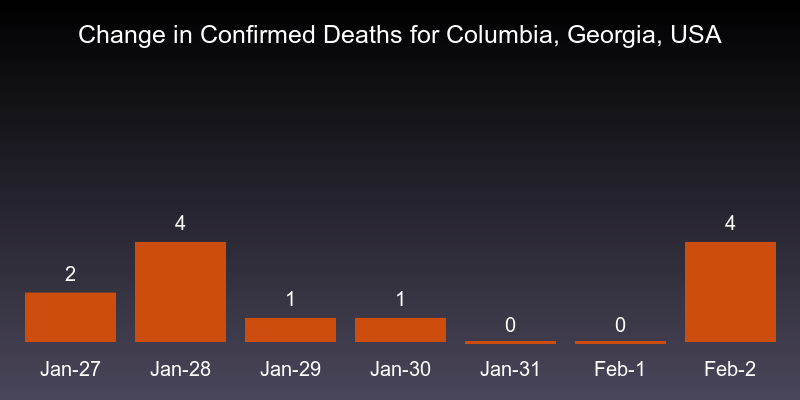 Change in Confirmed Deaths for Columbia, Georgia, USA
2 4 1 1 0 0 4
Jan-27 Jan-28 Jan-29 Jan-30 Jan-31 Feb-1 Feb-2